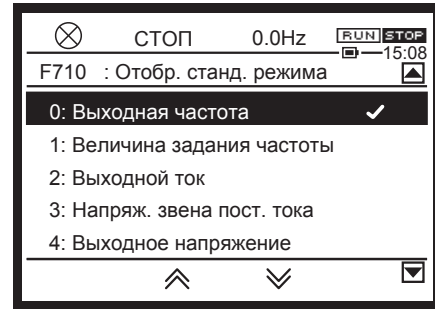 СТОП 0.0Hz RUN STOP
15:08
F710 : Отобр. станд. режима
0: Выходная частота
1: Величина задания частоты
2: Выходной ток
3: Напряж. звена пост. тока
4: Выходное напряжение